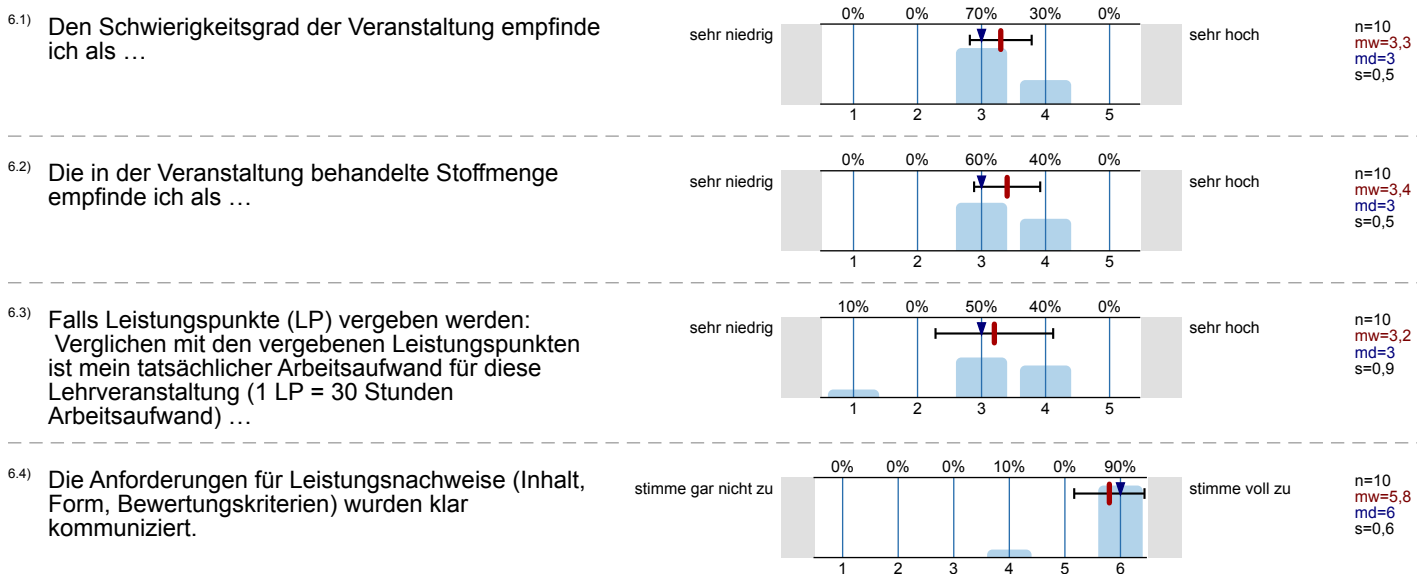 6.1) Den Schwierigkeitsgrad der Veranstaltung empfinde
ich als …
sehr niedrig
0% 0% 70% 30% 0%
1 2 3 4 5
sehr hoch
n=10
mw=3,3
md=3
s=0,5
6.2) Die in der Veranstaltung behandelte Stoffmenge
empfinde ich als …
sehr niedrig
0% 0% 60% 40% 0%
1 2 3 4 5
sehr hoch
n=10
mw=3,4
md=3
s=0,5
6.3) Falls Leistungspunkte (LP) vergeben werden:
Verglichen mit den vergebenen Leistungspunkten
ist mein tatsächlicher Arbeitsaufwand für diese
Lehrveranstaltung (1 LP = 30 Stunden
Arbeitsaufwand) …
sehr niedrig
10% 0% 50% 40% 0%
1 2 3 4 5
sehr hoch
n=10
mw=3,2
md=3
s=0,9
6.4) Die Anforderungen für Leistungsnachweise (Inhalt,
Form, Bewertungskriterien) wurden klar
kommuniziert.
stimme gar nicht zu
0% 0% 0% 10% 0% 90%
1 2 3 4 5 6
stimme voll zu
n=10
mw=5,8
md=6
s=0,6